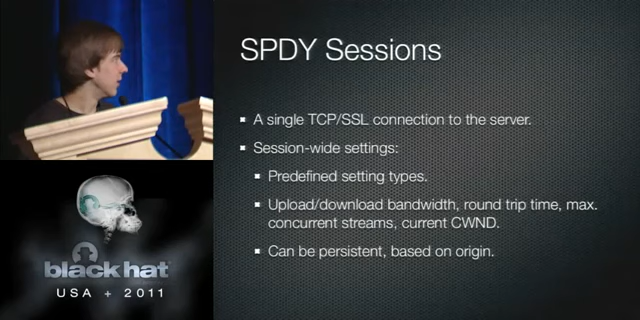 SPDY Sessions
A single TCP/SSL connection to the server.
Session-wide settings:
Predefined setting types.
Upload/download bandwidth, round trip time, max.
concurrent streams, current CWND.
Can be persistent, based on origin.
black hat
USA + 2011